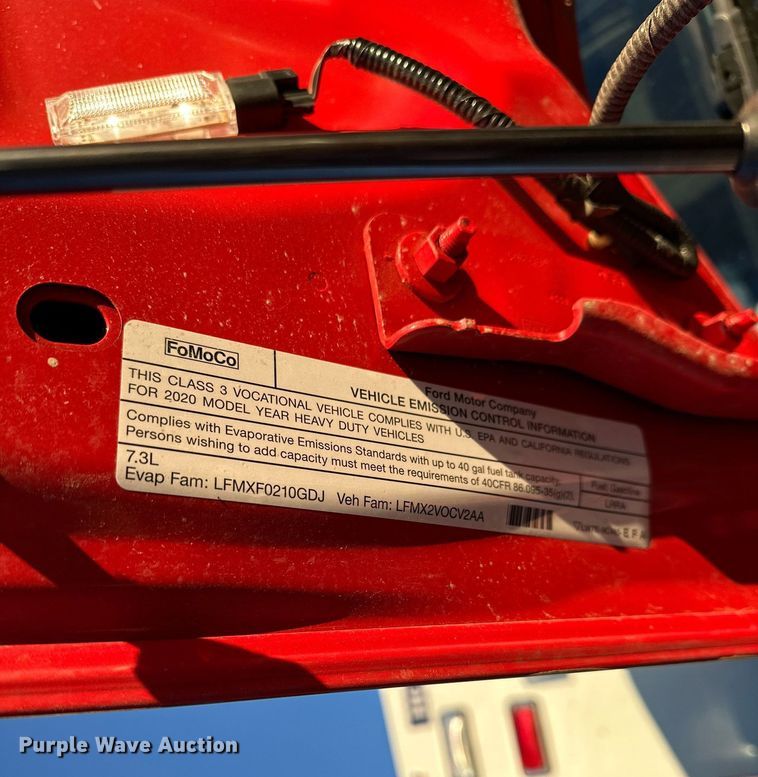 FoMoCo
Ford Motor Company
VEHICLE EMISSION CONTROL INFORMATION
THIS CLASS 3 VOCATIONAL VEHICLE COMPLIES WITH U.S. EPA AND CALIFORNIA REGULATIONS
FOR 2020 MODEL YEAR HEAVY DUTY VEHICLES
Complies with Evaporative Emissions Standards with up to 40 gal fuel tank capacity.
Persons wishing to add capacity must meet the requirements of 40CFR 86.095-35(g)(2).
Fuel: Gasoline
7.3L
Evap Fam: LFMXF0210GDJ Veh Fam: LFMX2VOCV2AA
Purple Wave Auction